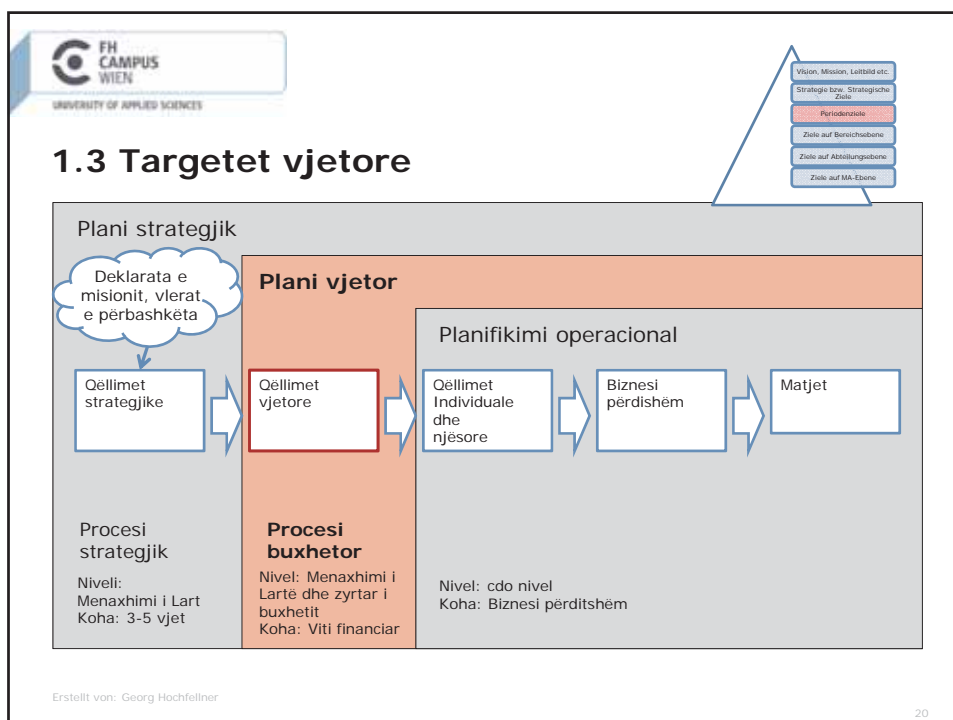 FH
CAMPUS
WIEN
UNIVERSITY OF APPLIED SCIENCES
Vision, Mission, Leitbild etc.
Strategie bzw. Strategische
Ziele
Periodenziele
Ziele auf Bereichsebene
Ziele auf Abteilungsebene
Ziele auf MA-Ebene
1.3 Targetet vjetore
Plani strategjik
Deklarata e
misionit, vlerat
e përbashkëta
Plani vjetor
Planifikimi operacional
Qëllimet
strategjike
Qëllimet
vjetore
Qëllimet
Individuale
dhe
njësore
Biznesi
përdishëm
Matjet
Procesi
strategjik
Niveli:
Menaxhimi i Lart
Koha: 3-5 vjet
Procesi
buxhetor
Nivel: Menaxhimi i
Lartë dhe zyrtar i
buxhetit
Koha: Viti financiar
Nivel: cdo nivel
Koha: Biznesi përditshëm
Erstellt von: Georg Hochfellner
20